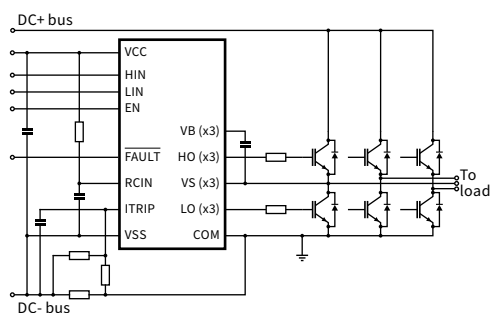 DC+ bus
VCC
HIN
LIN
EN
VB (x3)
FAULT
HO (x3)
RCIN
VS (x3)
ITRIP
LO (x3)
VSS
COM
To
load
DC- bus